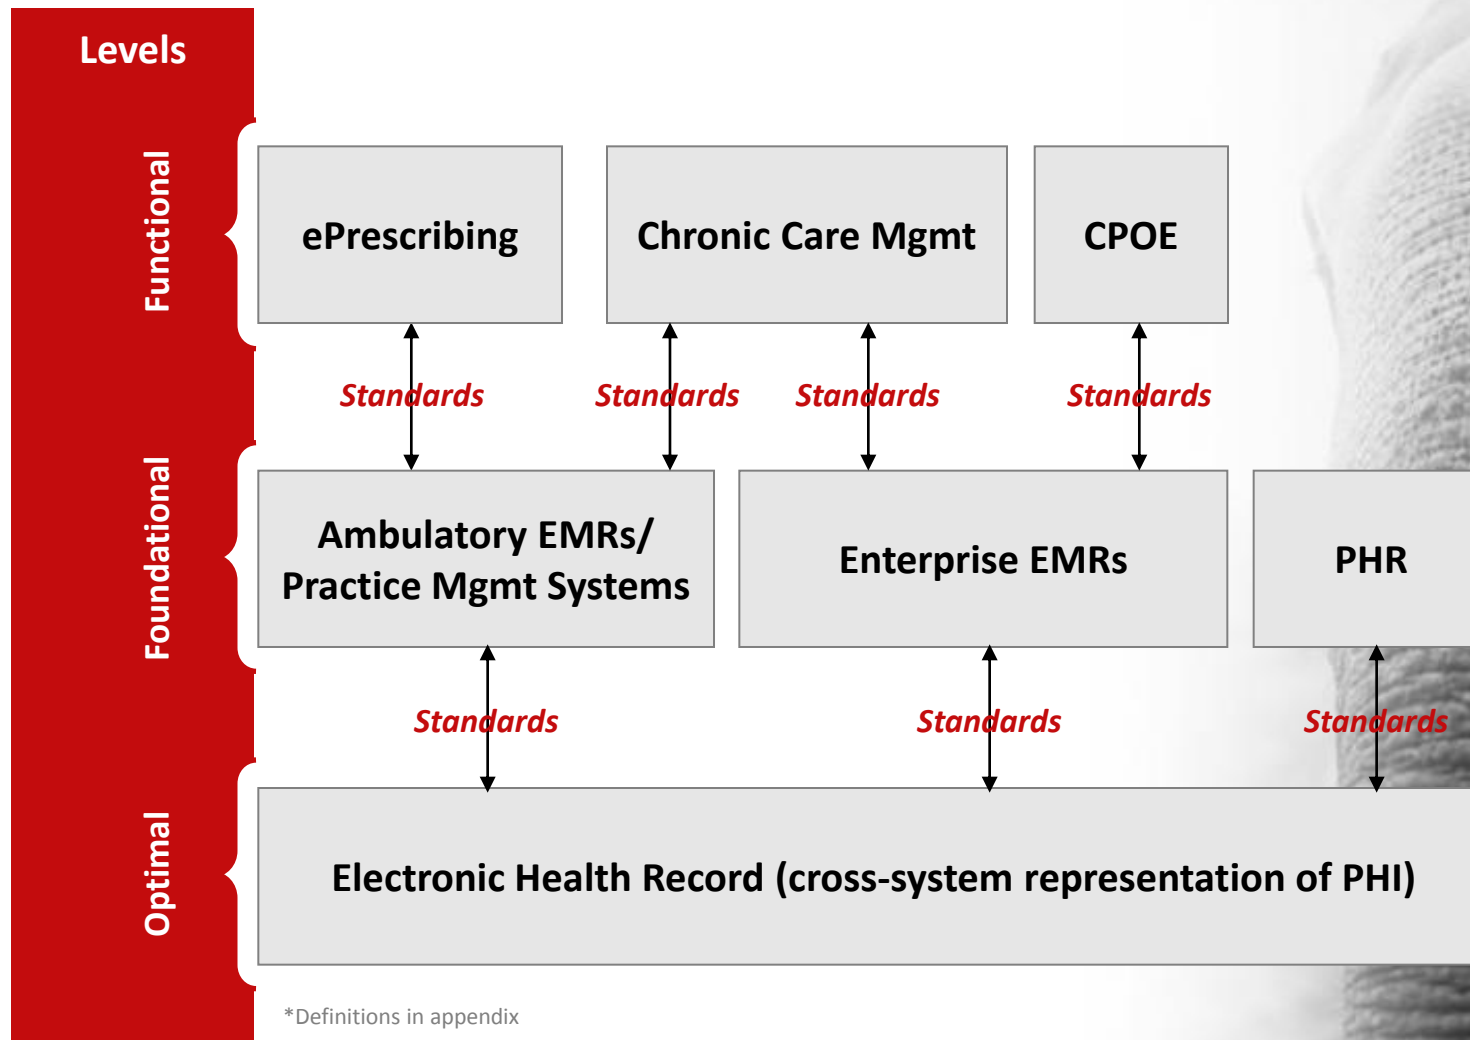 Levels
Functional
ePrescribing
Chronic Care Mgmt
CPOE
Standards
Standards
Standards
Standards
Foundational
Ambulatory EMRs/
Practice Mgmt Systems
Enterprise EMRs
PHR
Standards
Standards
Standards
Optimal
Electronic Health Record (cross-system representation of PHI)
*Definitions in appendix